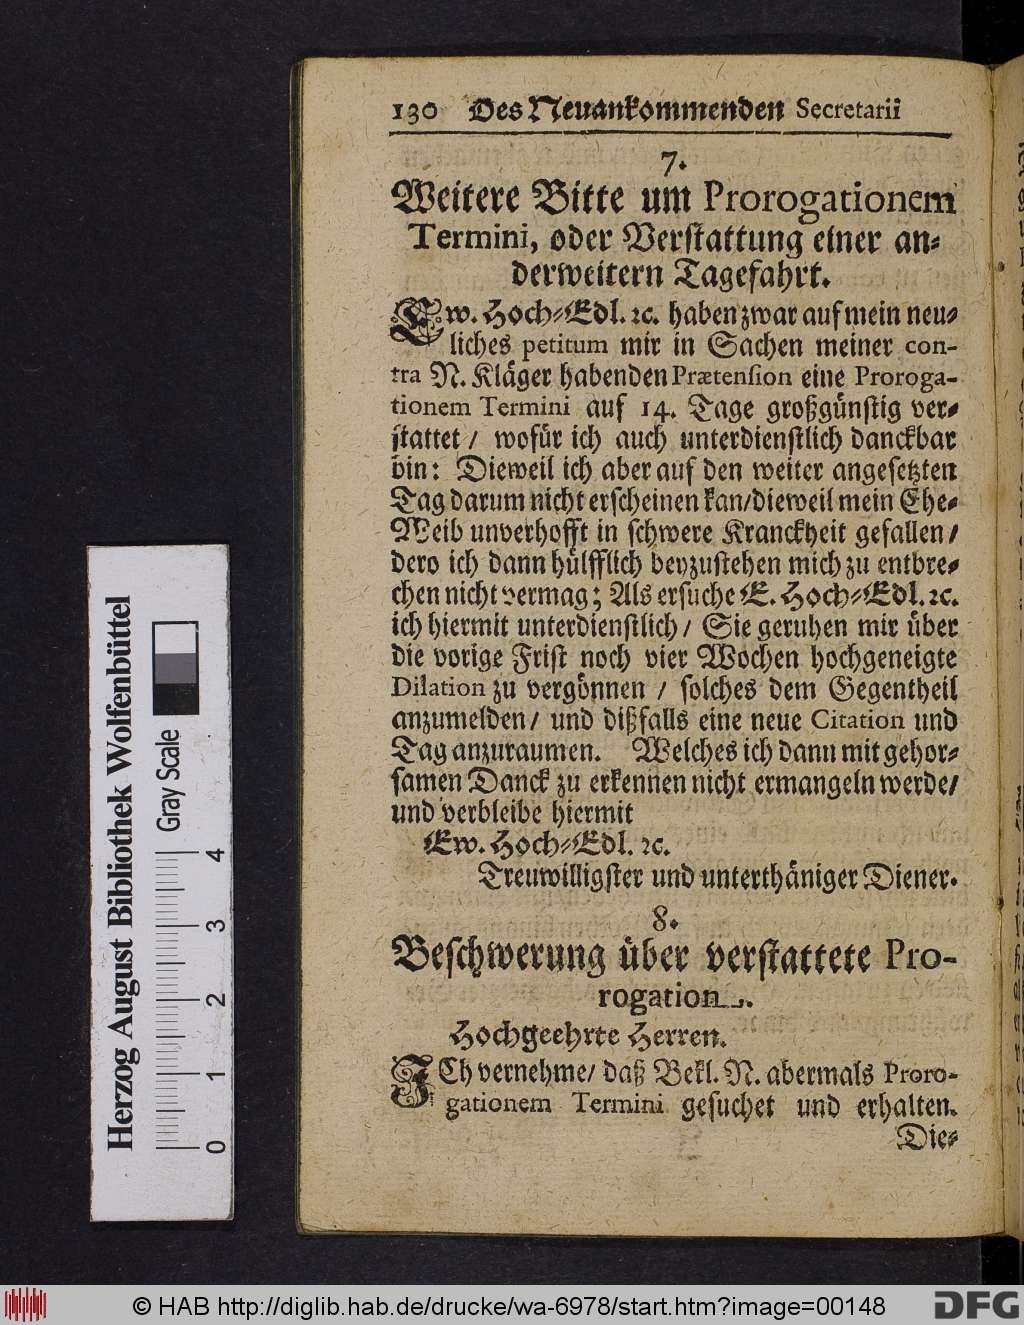 130 Des Neuankommenden Secretarii
7.
Weitere Bitte um Prorogationem
Termini, oder Verstattung einer an-
derweitern Tagefahrt.
Ew. Hoch-Edl. ꝛc. haben zwar auf mein neu-
liches petitum mir in Sachen meiner con-
tra N. Kläger habenden Prætension eine Proroga-
tionem Termini auf 14. Tage großgünstig ver-
stattet / wofür ich auch unterdienstlich danckbar
bin: Dieweil ich aber auf den weiter angesetzten
Tag darum nicht erscheinen kan/dieweil mein Ehe-
Weib unverhofft in schwere Kranckheit gefallen/
dero ich dann hülfflich beyzustehen mich zu entbre-
chen nicht vermag; Als ersuche E. Hoch-Edl. ꝛc.
ich hiermit unterdienstlich/ Sie geruhen mir über
die vorige Frist noch vier Wochen hochgeneigte
Dilation zu vergönnen / solches dem Gegentheil
anzumelden/ und dißfalls eine neue Citation und
Tag anzuraumen. Welches ich dann mit gehor-
samen Danck zu erkennen nicht ermangeln werde/
und verbleibe hiermit
Ew. Hoch-Edl. ꝛc.
Treuwilligster und unterthäniger Diener.
8.
Beschwerung über verstattete Pro-
rogation.
Hochgeehrte Herren.
ICh vernehme/ daß Bekl. N. abermals Proro-
gationem Termini gesuchet und erhalten.
Die-
Herzog August Bibliothek Wolfenbüttel
Gray Scale
0 1 2 3 4
© HAB http://diglib.hab.de/drucke/wa-6978/start.htm?image=00148
DFG